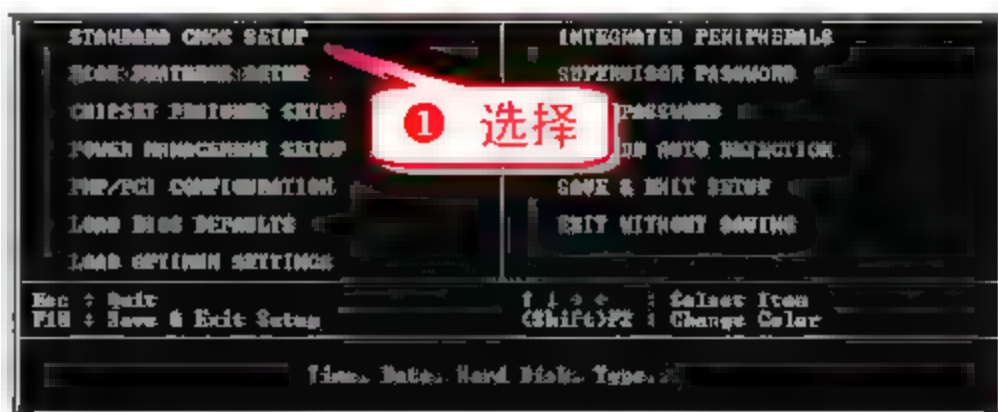 STANDARD CMOS SETUP
INTEGRATED PERIPHERALS
SUPERVISOR PASSWORD
CHIPSET FEATURES SETUP
PASSWORD
❶ 选择
POWER MANAGEMENT SETUP
AUTO DETECTION
PNP/PCI CONFIGURATION
SAVE & EXIT SETUP
LOAD BIOS DEFAULTS
EXIT WITHOUT SAVING
LOAD OPTIMUM SETTINGS
Esc : Quit
↑ ↓ → ← : Select Item
F10 : Save & Exit Setup
(Shift)F2 : Change Color
Time, Date, Hard Disk, Type